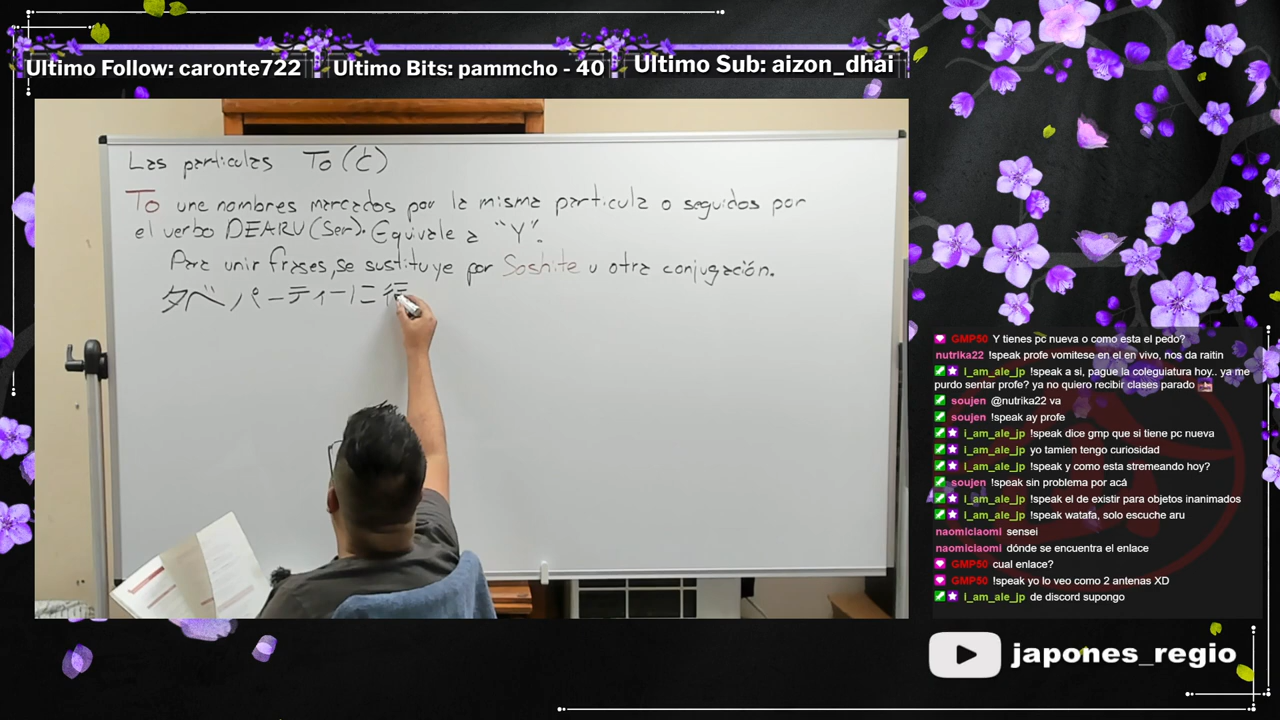 Ultimo Follow: caronte722
Ultimo Bits: pammcho - 40
Ultimo Sub: aizon_dhai
Las particulas To (と)
To une nombres marcados por la misma particula o seguidos por
el verbo DEARU (Ser). Equivale a "Y".
Para unir frases, se sustituye por Soshite u otra conjugación.
夕べ パーティーに行
GMP50 Y tienes pc nueva o como esta el pedo?
nutrika22 !speak profe vomitese en el en vivo, nos da raitin
i_am_ale_jp !speak a si, pague la coleguiatura hoy.. ya me
purdo sentar profe? ya no quiero recibir clases parado
soujen @nutrika22 va
soujen !speak ay profe
i_am_ale_jp !speak dice gmp que si tiene pc nueva
i_am_ale_jp yo tamien tengo curiosidad
i_am_ale_jp !speak y como esta stremeando hoy?
soujen !speak sin problema por acá
i_am_ale_jp !speak el de existir para objetos inanimados
i_am_ale_jp !speak watafa, solo escuche aru
naomiciaomi sensei
naomiciaomi dónde se encuentra el enlace
GMP50 cual enlace?
GMP50 !speak yo lo veo como 2 antenas XD
i_am_ale_jp de discord supongo
japones_regio